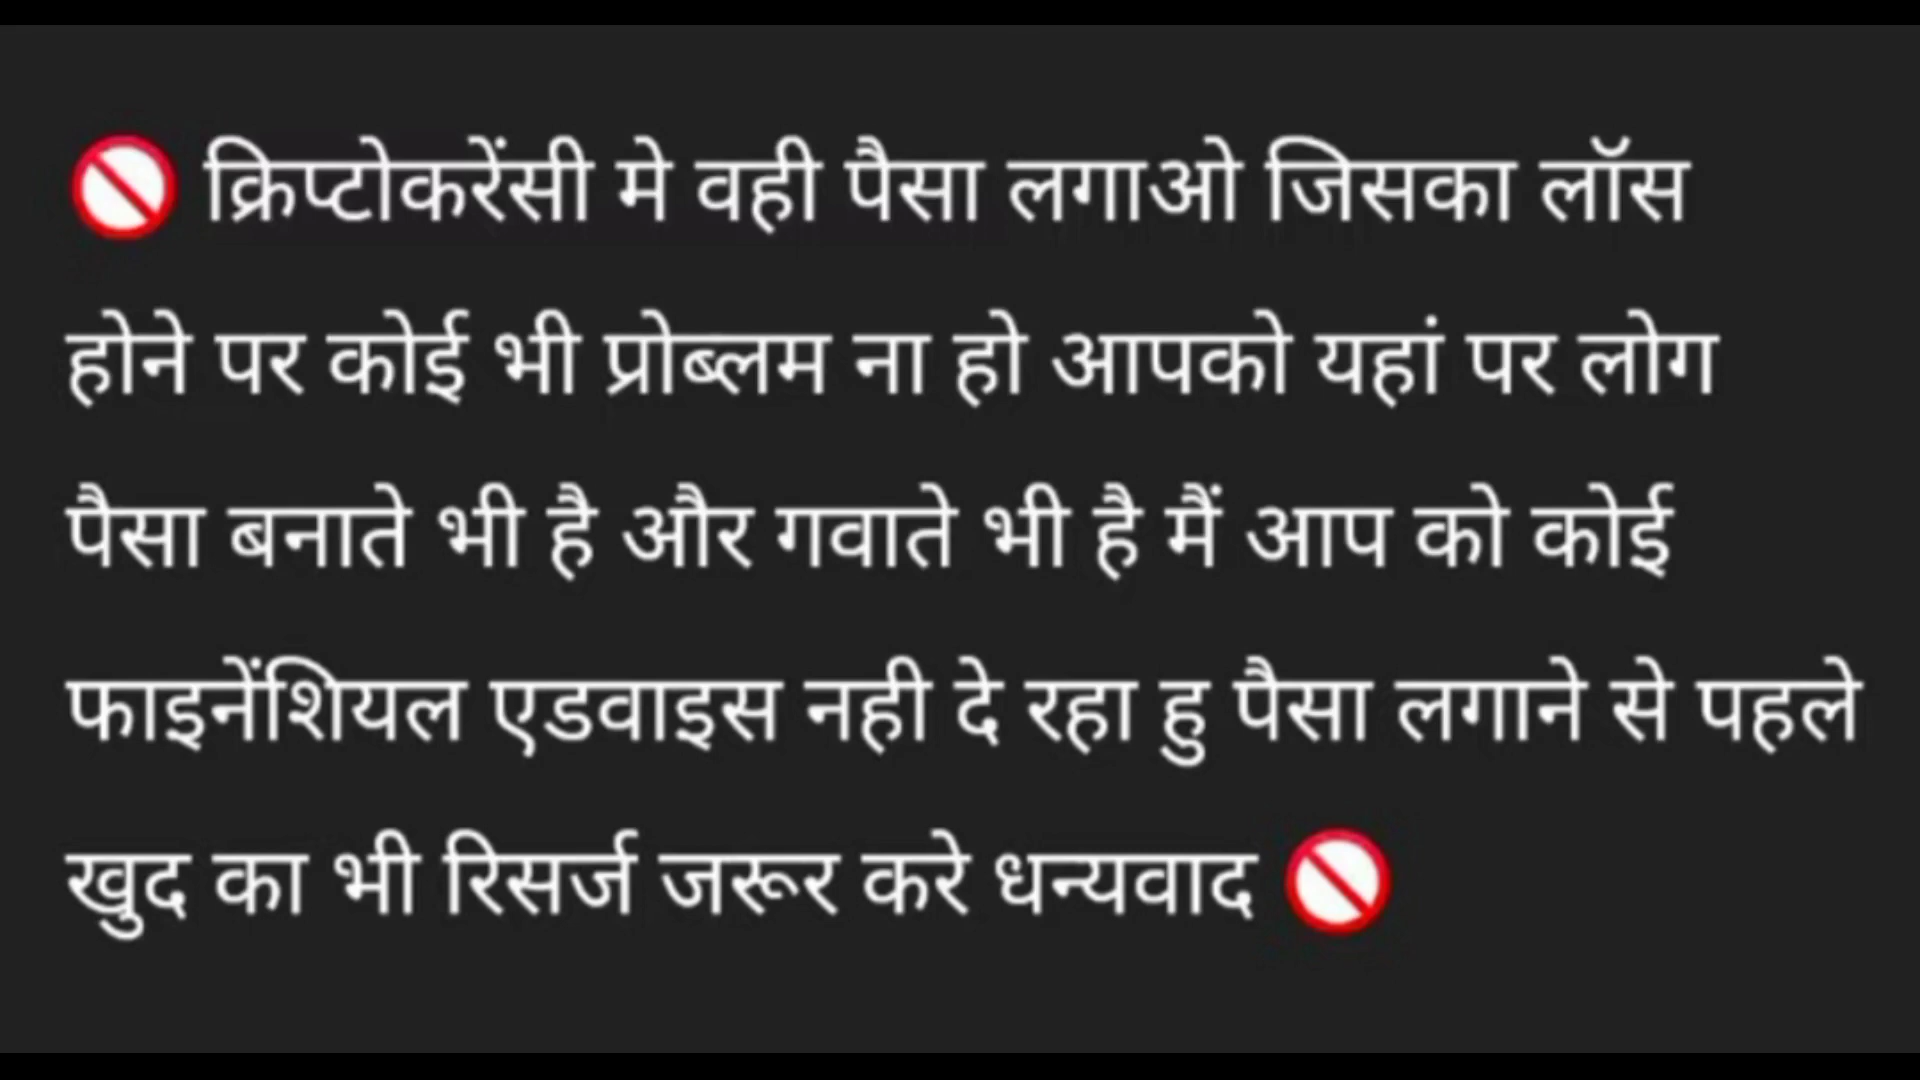 🚫 क्रिप्टोकरेंसी मे वही पैसा लगाओ जिसका लॉस
होने पर कोई भी प्रोब्लम ना हो आपको यहां पर लोग
पैसा बनाते भी है और गवाते भी है मैं आप को कोई
फाइनेंशियल एडवाइस नही दे रहा हु पैसा लगाने से पहले
खुद का भी रिसर्ज जरूर करे धन्यवाद 🚫